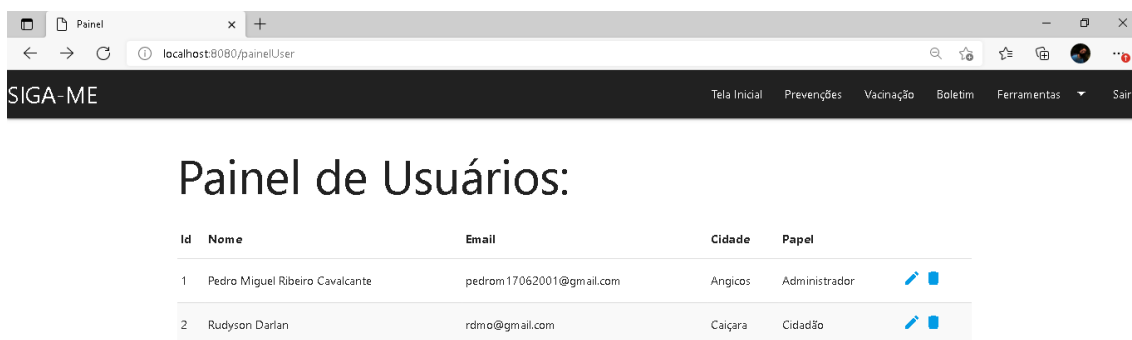 Painel
localhost:8080/painelUser
SIGA-ME Tela Inicial Prevenções Vacinação Boletim Ferramentas Sair
Painel de Usuários:
Id Nome Email Cidade Papel
1 Pedro Miguel Ribeiro Cavalcante pedrom17062001@gmail.com Angicos Administrador
2 Rudyson Darlan rdmo@gmail.com Caiçara Cidadão